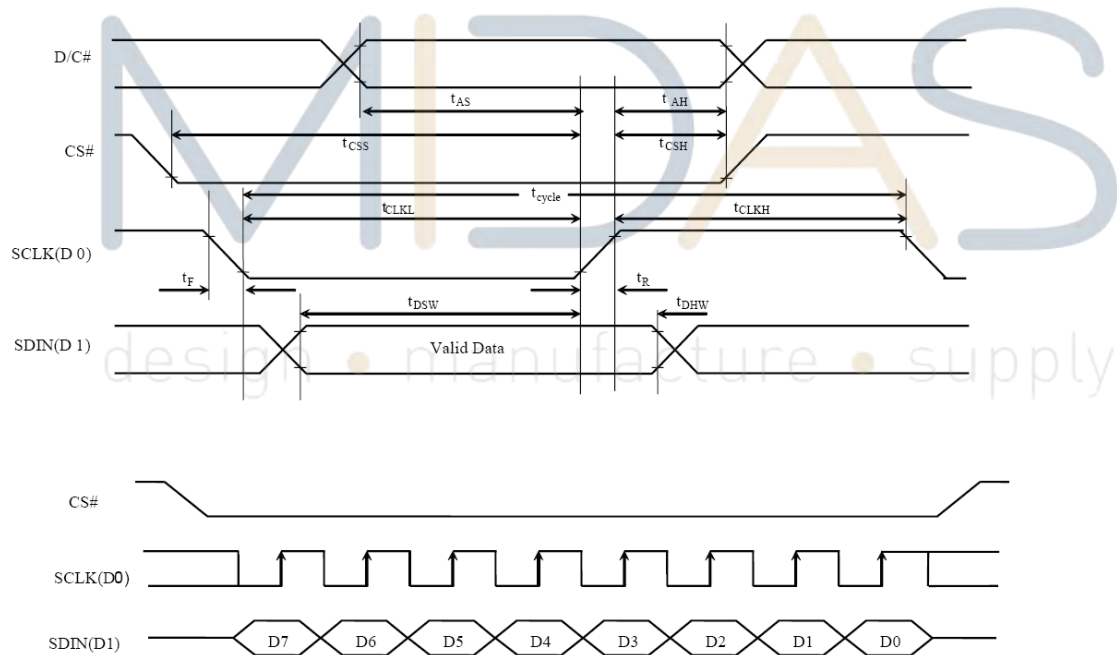 MIDAS
D/C#
tAS
tAH
tCSS
tCSH
CS#
tcycle
tCLKL
tCLKH
SCLK(D 0)
tF
tR
tDSW
tDHW
SDIN(D 1)
Valid Data
design • manufacture • supply
CS#
SCLK(D0)
SDIN(D1)
D7 D6 D5 D4 D3 D2 D1 D0